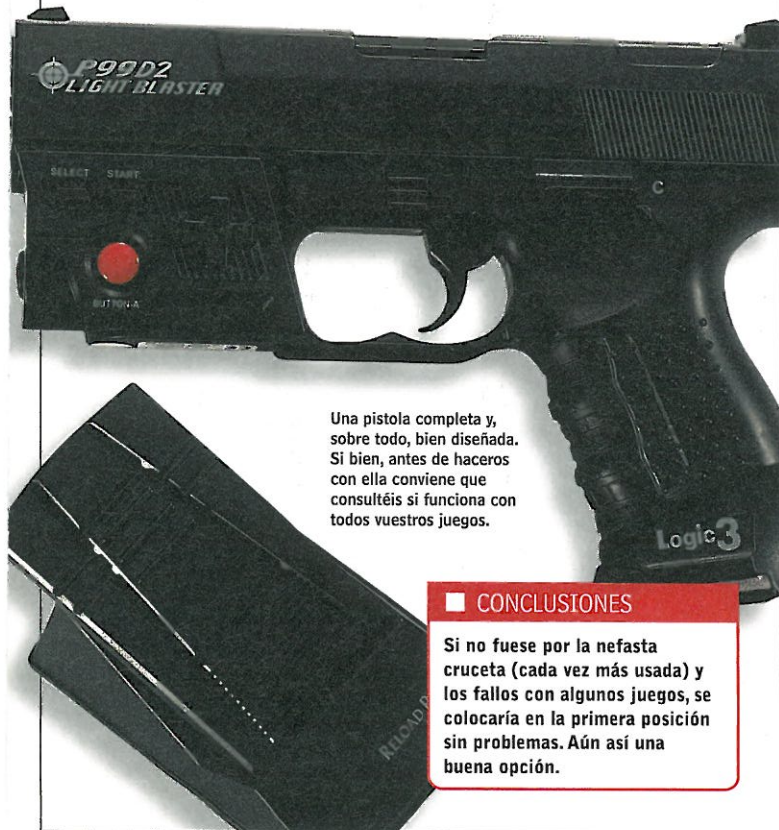 P99D2
LIGHT BLASTER
SELECT START
C
BUTTON-A
Una pistola completa y,
sobre todo, bien diseñada.
Si bien, antes de haceros
con ella conviene que
consultéis si funciona con
todos vuestros juegos.
Logic3
CONCLUSIONES
Si no fuese por la nefasta
cruceta (cada vez más usada) y
los fallos con algunos juegos, se
colocaría en la primera posición
sin problemas. Aún así una
buena opción.
RELOAD